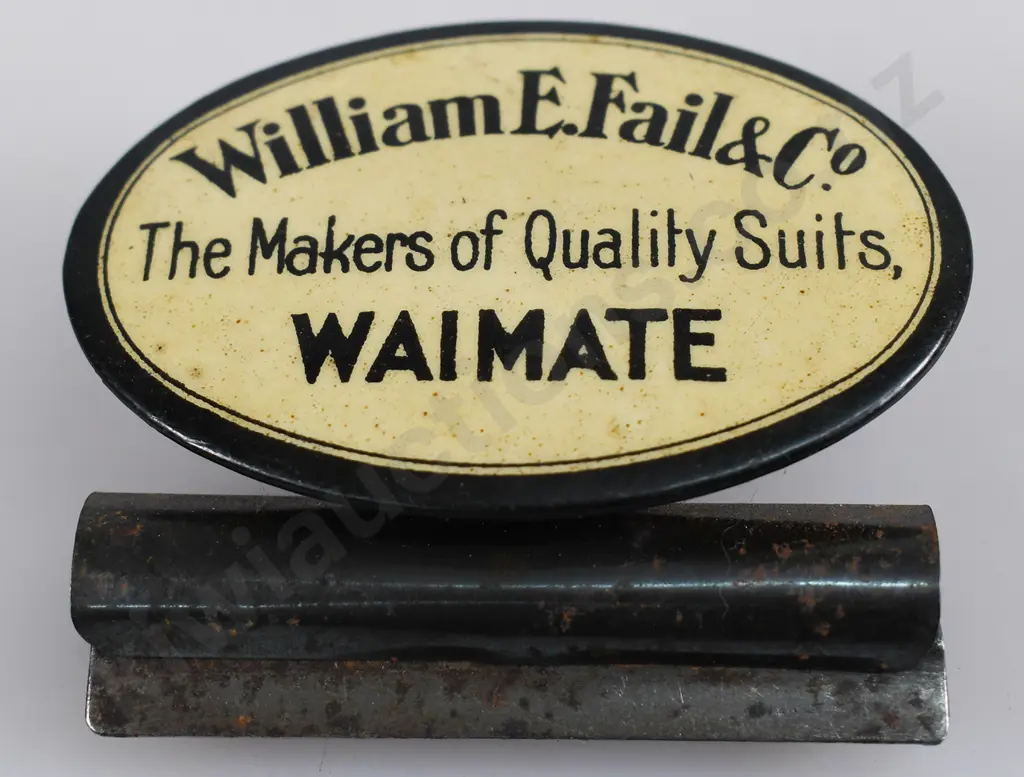 William E. Fail & Co.
The Makers of Quality Suits,
WAIMATE